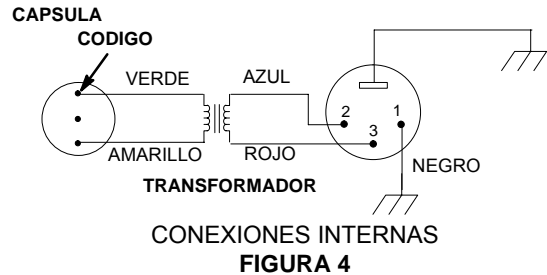 CAPSULA
CODIGO
VERDE
AZUL
2
1
3
AMARILLO
ROJO
NEGRO
TRANSFORMADOR
CONEXIONES INTERNAS
FIGURA 4